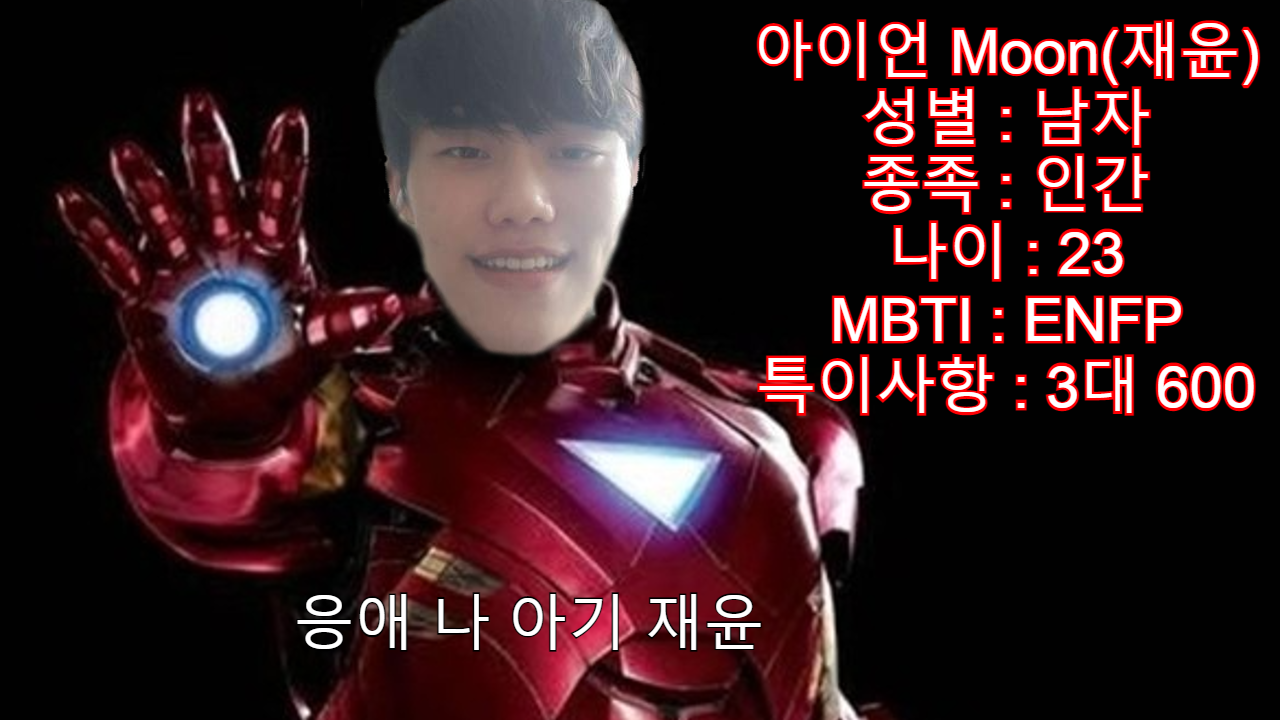 아이언 Moon(재윤)
성별 : 남자
종족 : 인간
나이 : 23
MBTI : ENFP
특이사항 : 3대 600
응애 나 아기 재윤